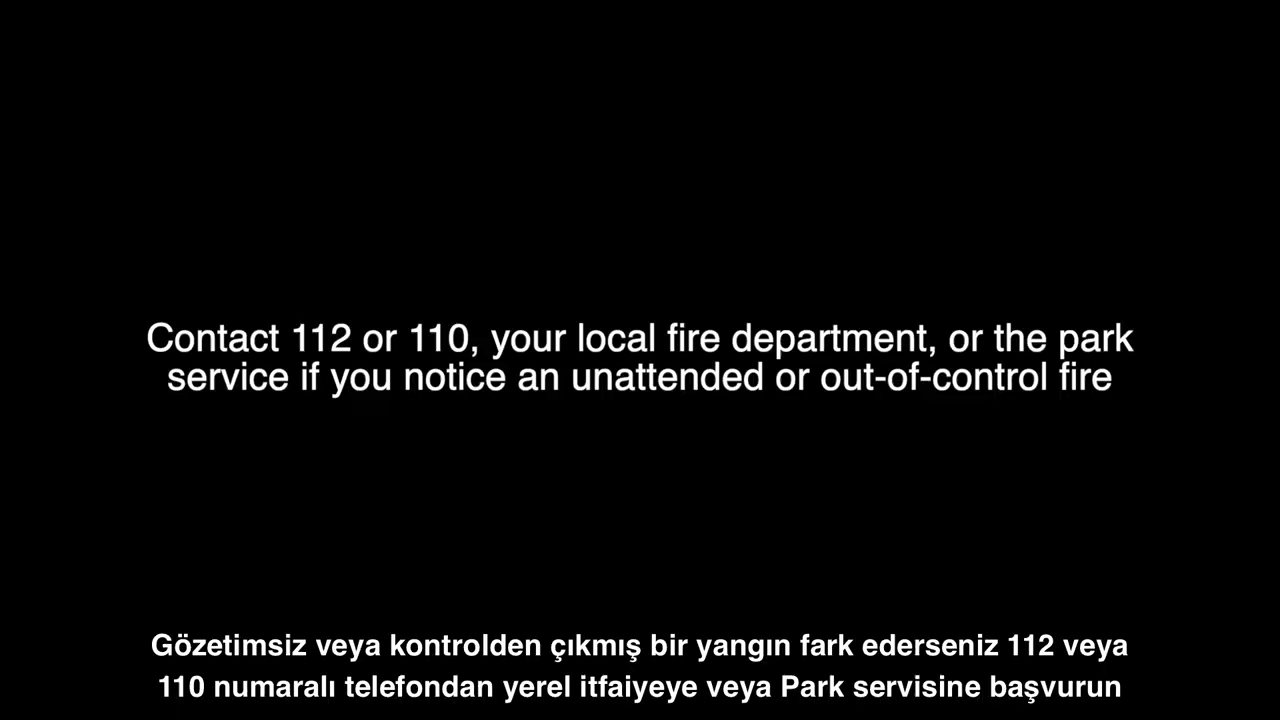 Contact 112 or 110, your local fire department, or the park
service if you notice an unattended or out-of-control fire
Gözetimsiz veya kontrolden çıkmış bir yangın fark ederseniz 112 veya
110 numaralı telefondan yerel itfaiyeye veya Park servisine başvurun